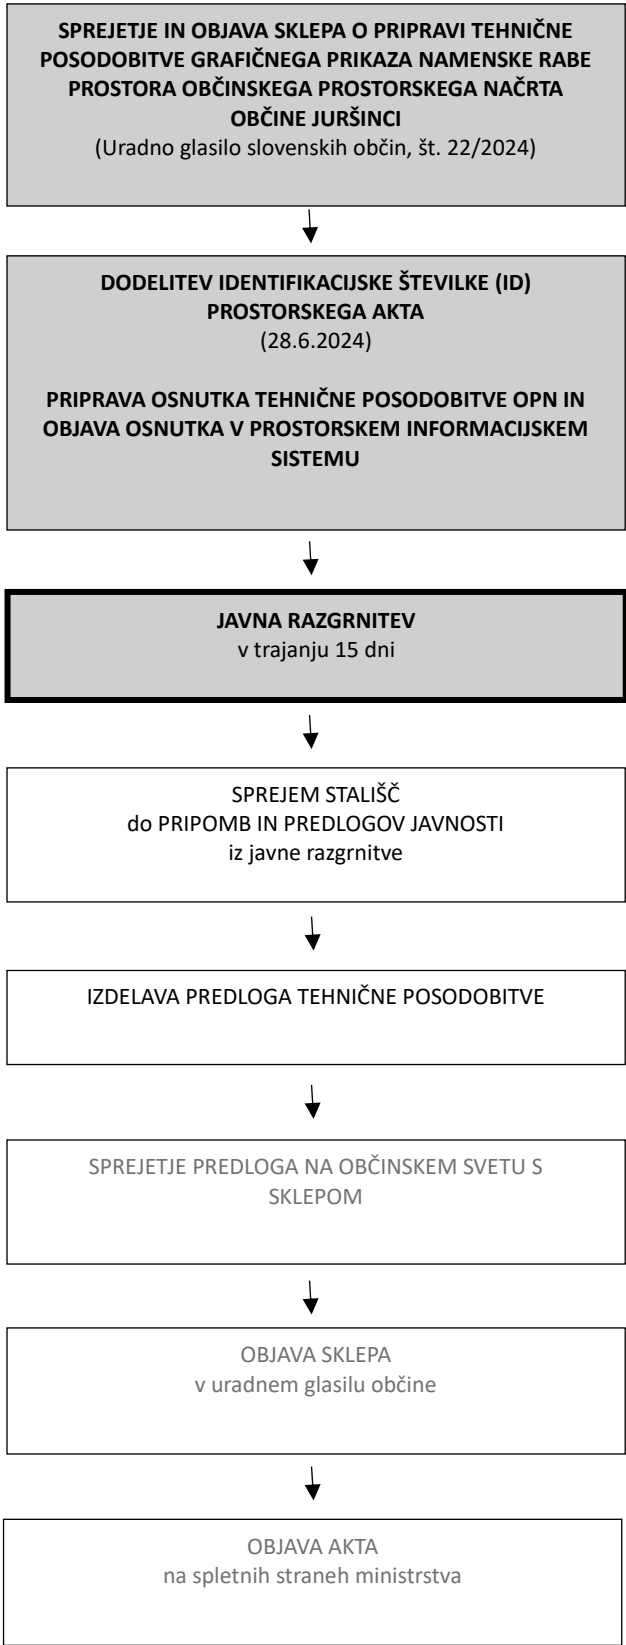 SPREJETJE IN OBJAVA SKLEPA O PRIPRAVI TEHNIČNE
POSODOBITVE GRAFIČNEGA PRIKAZA NAMENSKE RABE
PROSTORA OBČINSKEGA PROSTORSKEGA NAČRTA
OBČINE JURŠINCI
(Uradno glasilo slovenskih občin, št. 22/2024)
DODELITEV IDENTIFIKACIJSKE ŠTEVILKE (ID)
PROSTORSKEGA AKTA
(28.6.2024)
PRIPRAVA OSNUTKA TEHNIČNE POSODOBITVE OPN IN
OBJAVA OSNUTKA V PROSTORSKEM INFORMACIJSKEM
SISTEMU
JAVNA RAZGRNITEV
v trajanju 15 dni
SPREJEM STALIŠČ
do PRIPOMB IN PREDLOGOV JAVNOSTI
iz javne razgrnitve
IZDELAVA PREDLOGA TEHNIČNE POSODOBITVE
SPREJETJE PREDLOGA NA OBČINSKEM SVETU S
SKLEPOM
OBJAVA SKLEPA
v uradnem glasilu občine
OBJAVA AKTA
na spletnih straneh ministrstva